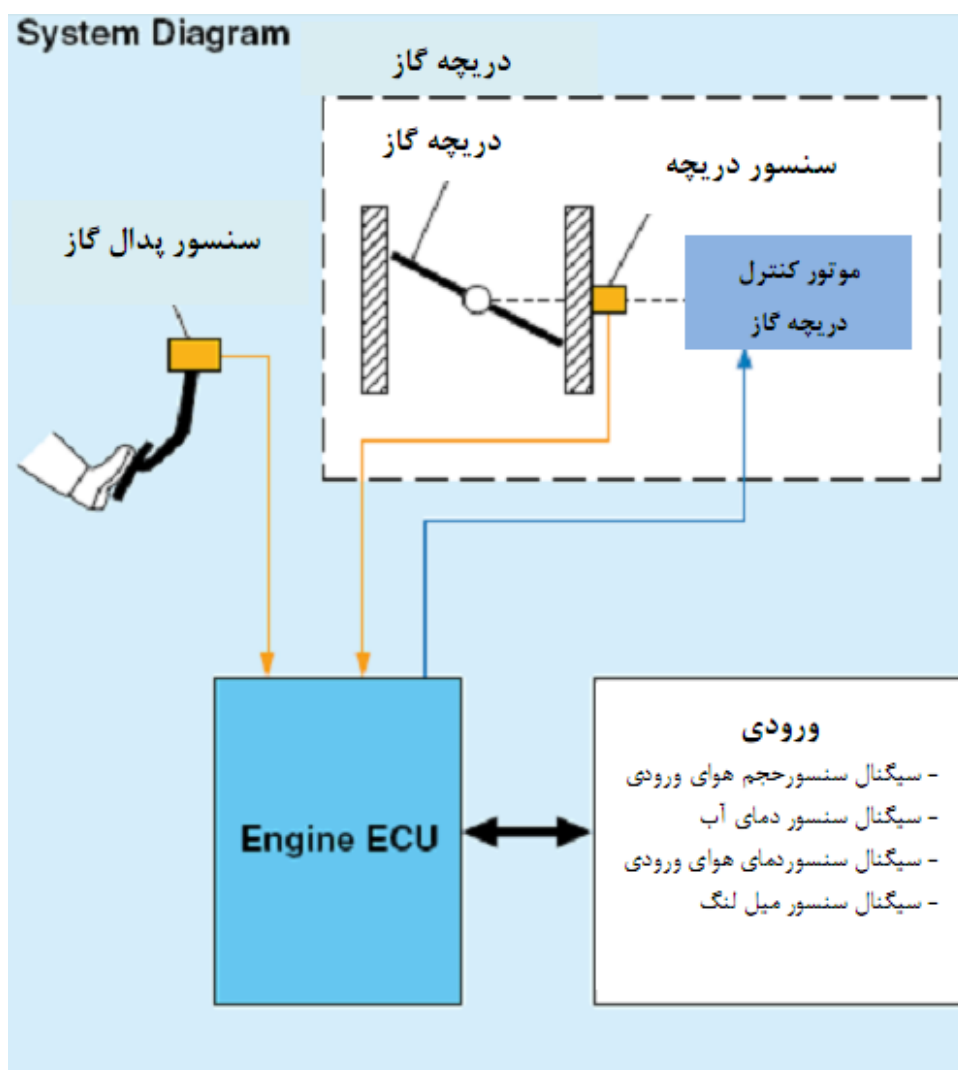 System Diagram
دریچه گاز
دریچه گاز
سنسور دریچه
سنسور پدال گاز
موتور کنترل
دریچه گاز
Engine ECU
ورودی
- سیگنال سنسورحجم هوای ورودی
- سیگنال سنسور دمای آب
- سیگنال سنسوردمای هوای ورودی
- سیگنال سنسور میل لنگ